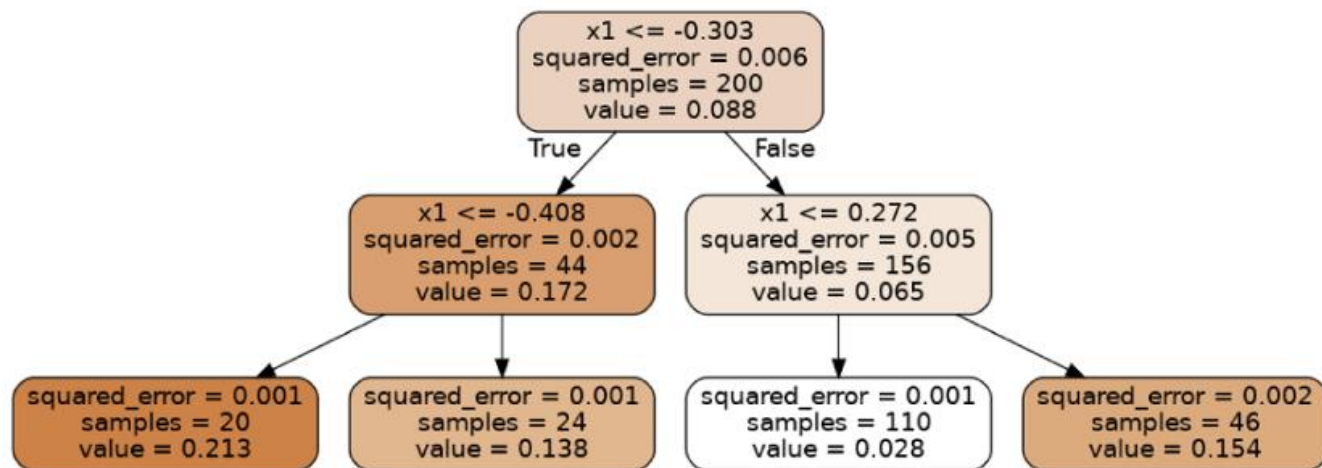 x1 <= -0.303
squared_error = 0.006
samples = 200
value = 0.088
True
False
x1 <= -0.408
squared_error = 0.002
samples = 44
value = 0.172
x1 <= 0.272
squared_error = 0.005
samples = 156
value = 0.065
squared_error = 0.001
samples = 20
value = 0.213
squared_error = 0.001
samples = 24
value = 0.138
squared_error = 0.001
samples = 110
value = 0.028
squared_error = 0.002
samples = 46
value = 0.154